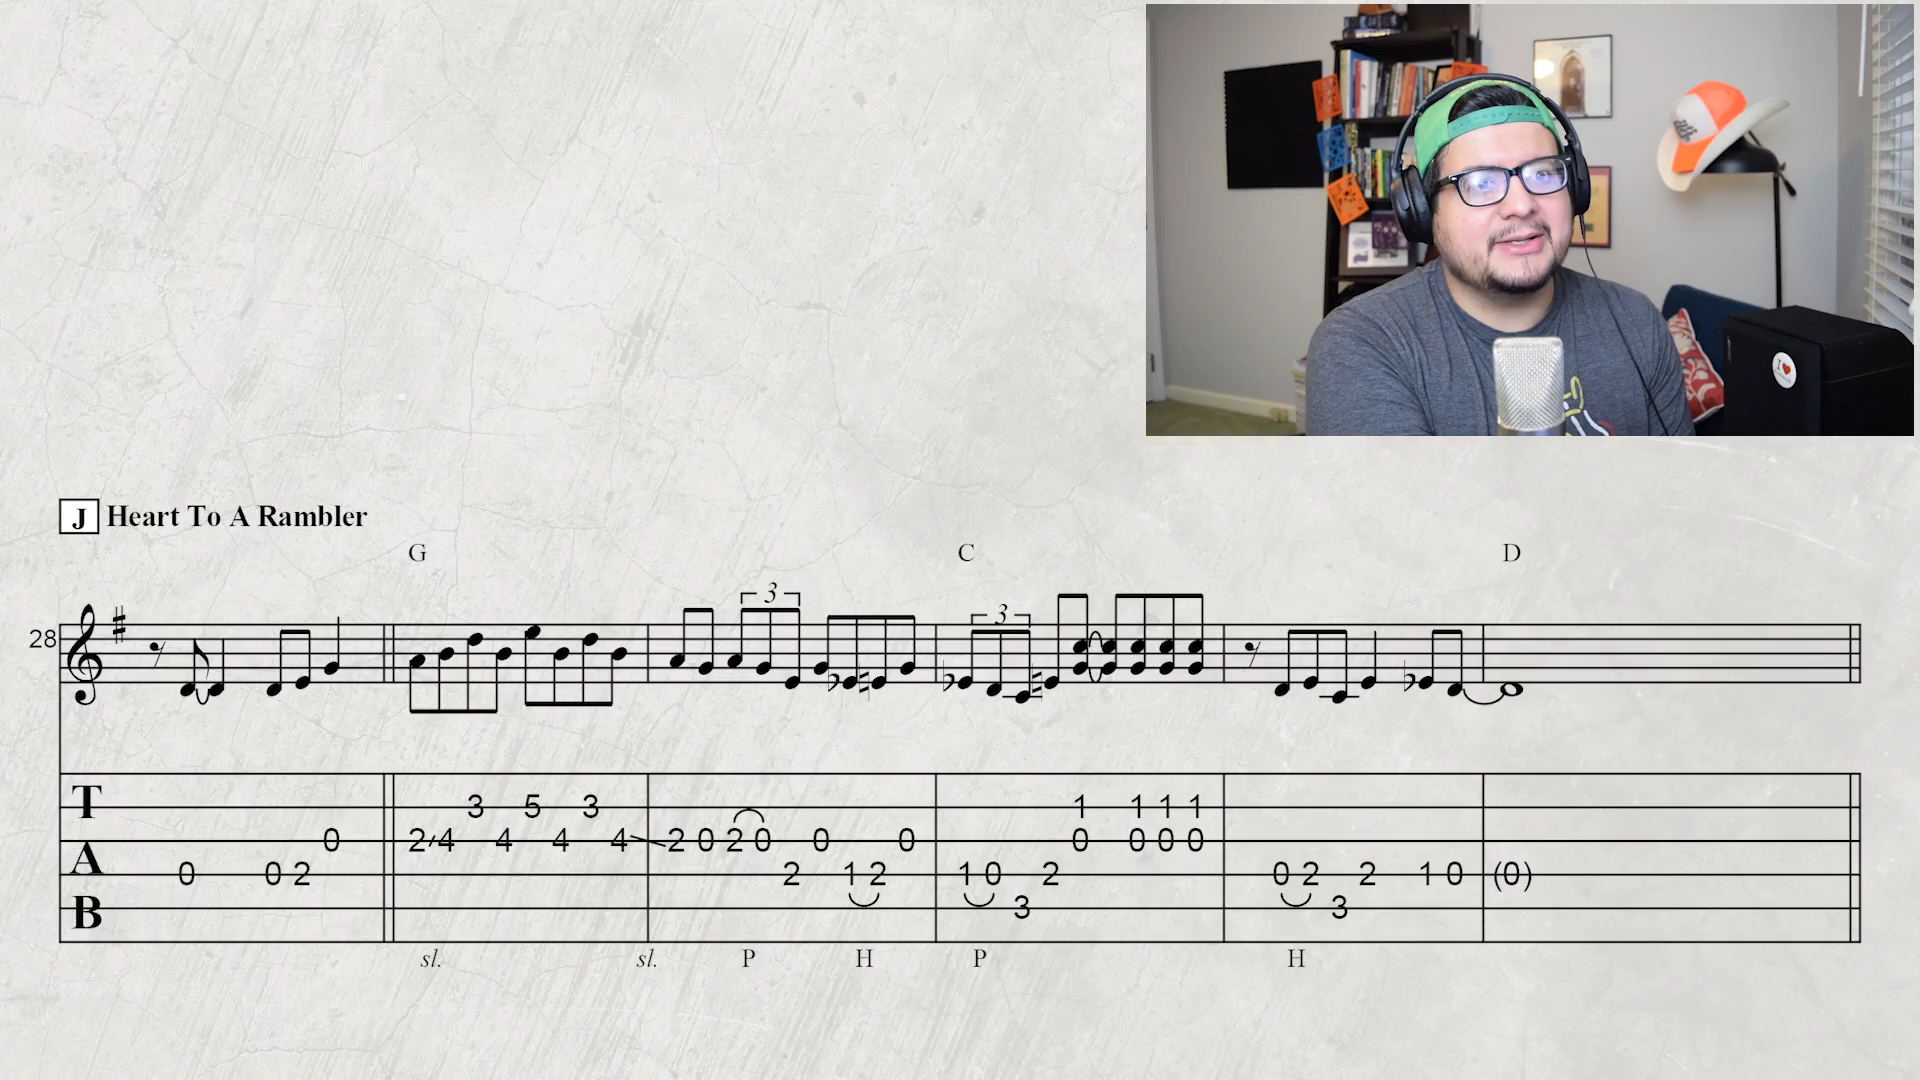 J Heart To A Rambler
G C D
3 3
28
T 3 5 3 1 1 1 1
0 2 4 4 4 4 2 0 2 0 0 0 0 0 0 0
A 0 0 2 2 1 2 1 0 2 0 2 2 1 0 (0)
B 3 3
sl. sl. P H P H
I